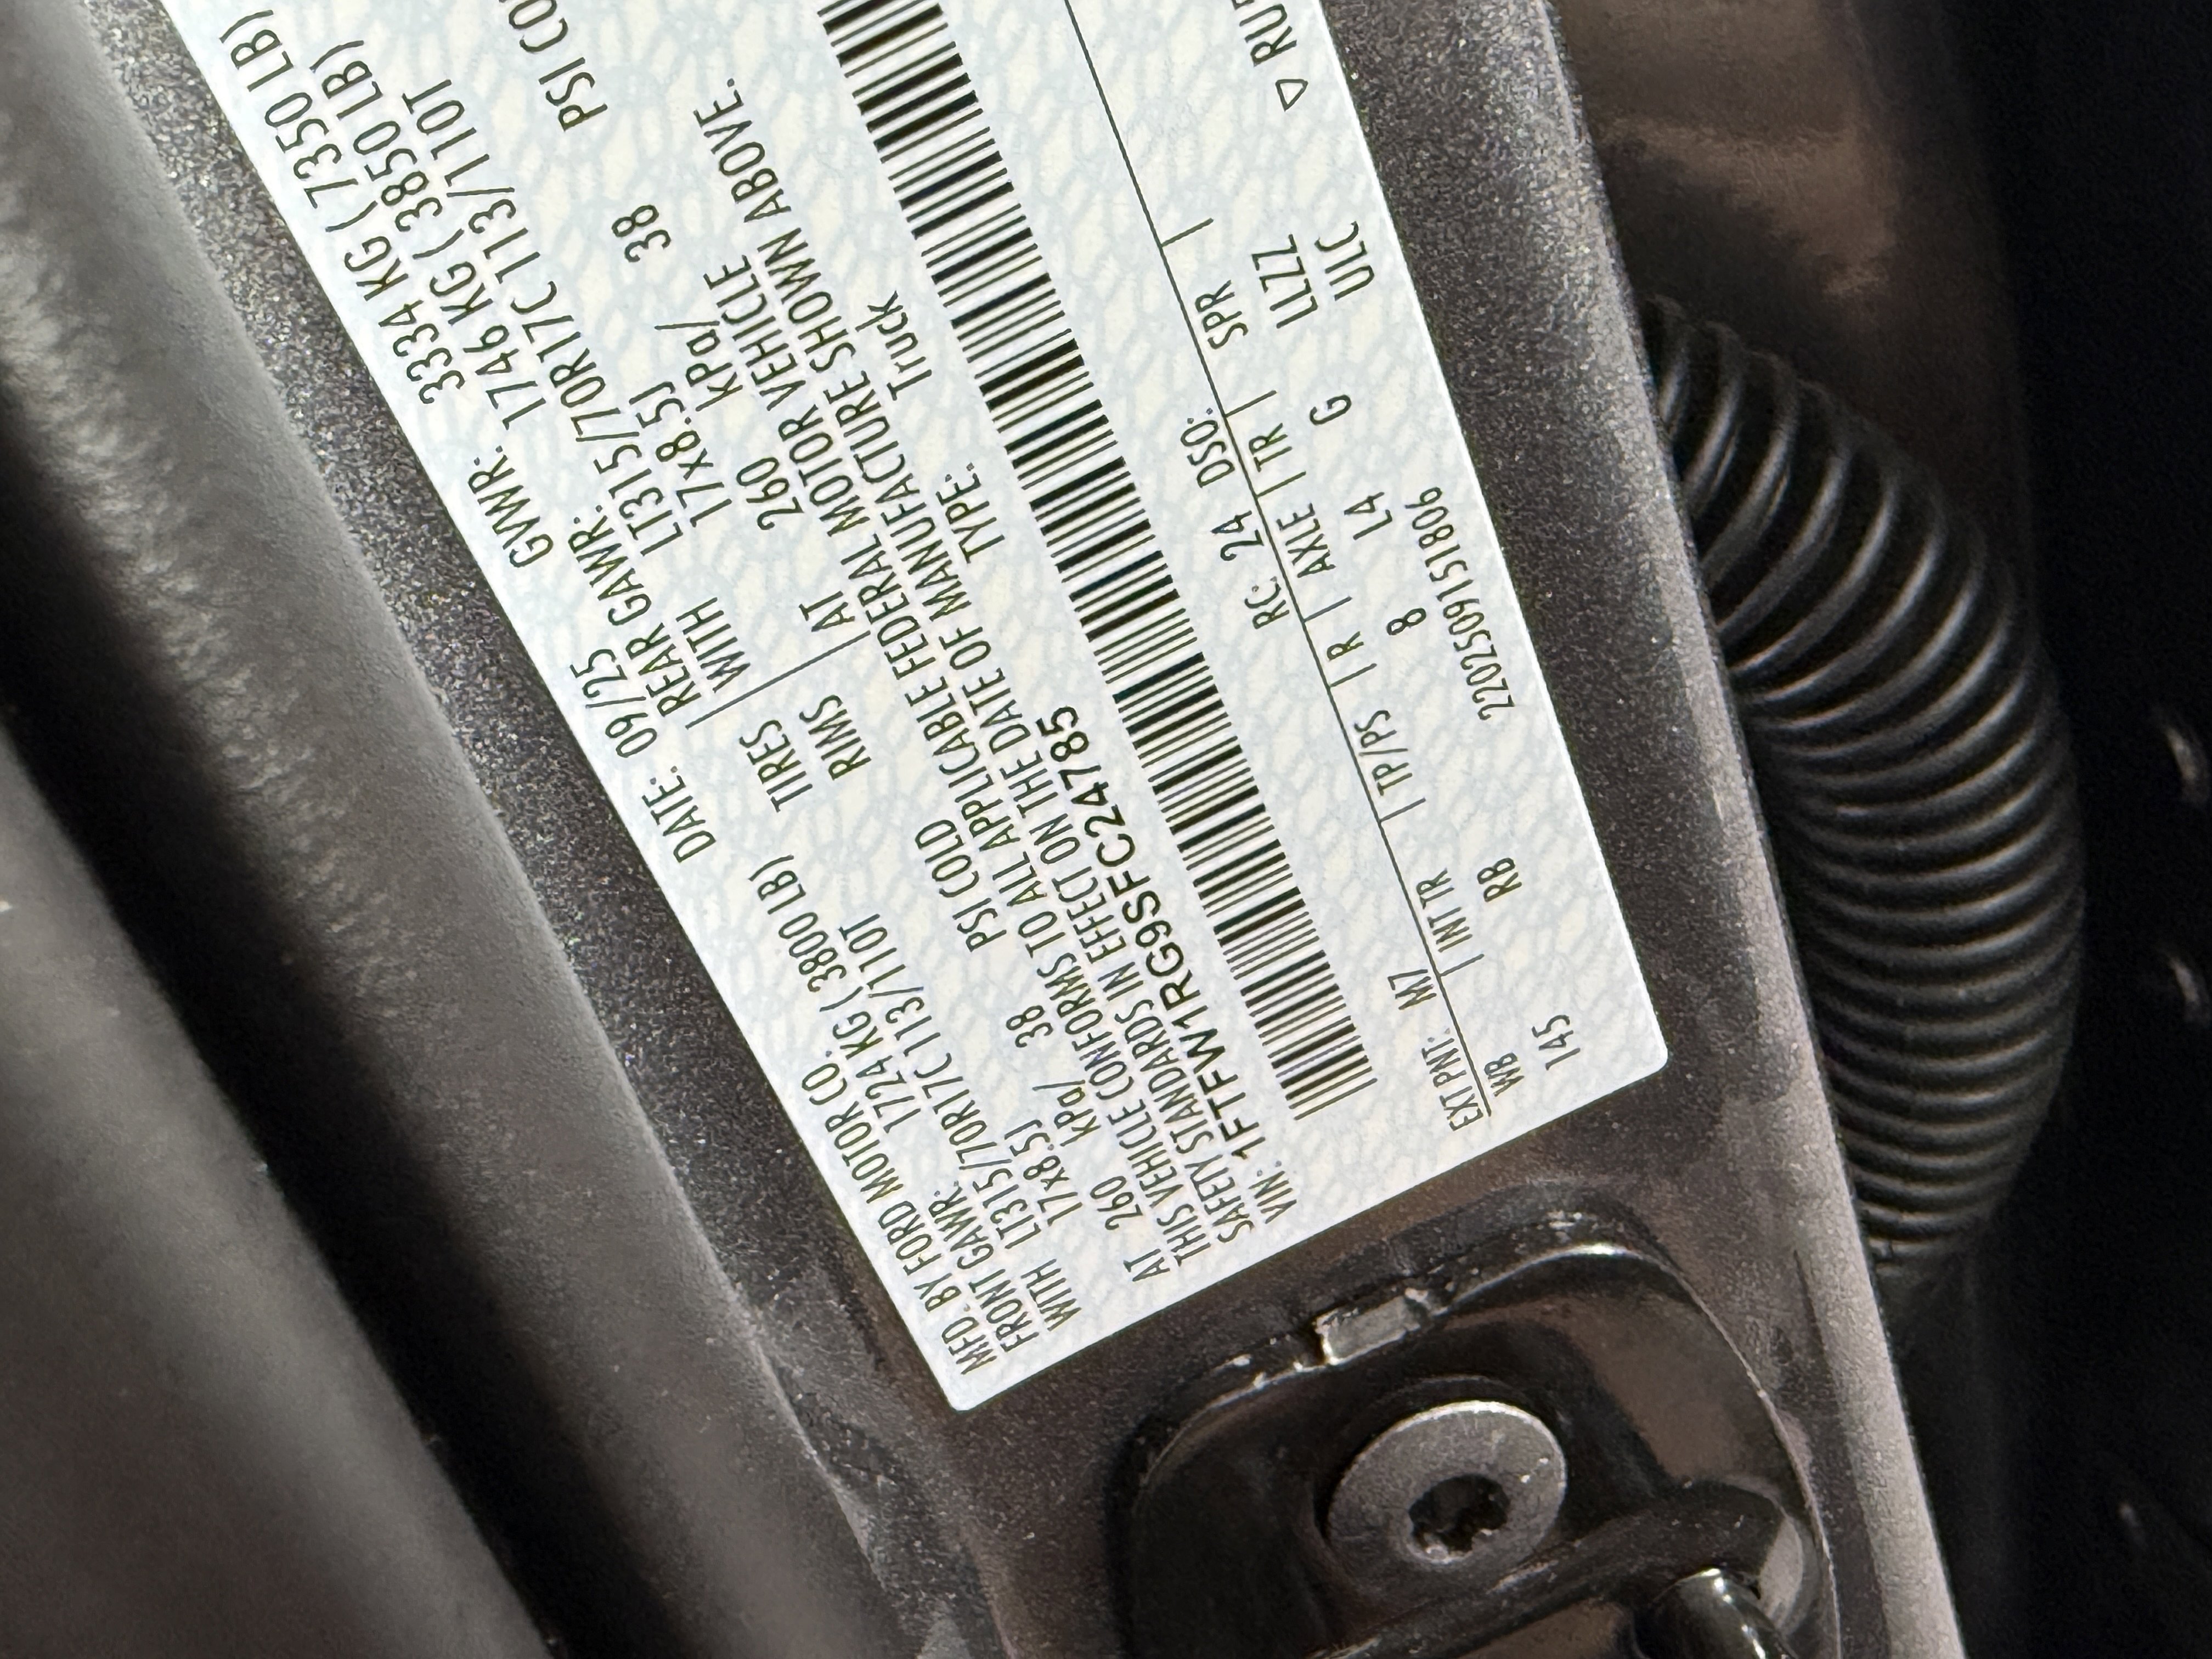 MFD. BY FORD MOTOR CO. DATE: 09/25 GVWR: 3334 KG ( 7350 LB)
FRONT GAWR: 1724 KG ( 3800 LB) REAR GAWR: 1746 KG ( 3850 LB)
WITH LT315/70R17C 113/110T TIRES WITH LT315/70R17C 113/110T
17x8.5J RIMS 17x8.5J
AT 260 kPa/ 38 PSI COLD AT 260 kPa/ 38 PSI CO
THIS VEHICLE CONFORMS TO ALL APPLICABLE FEDERAL MOTOR VEHICLE
SAFETY STANDARDS IN EFFECT ON THE DATE OF MANUFACTURE SHOWN ABOVE.
VIN: 1FTFW1RG9SFC24785 TYPE: Truck
EXT PNT: M7 RC: 24 DSO:
WB INT TR TP/PS R AXLE TR SPR
145 RB 8 L4 G LLZZ
2202509151806 ULC
▽ RU